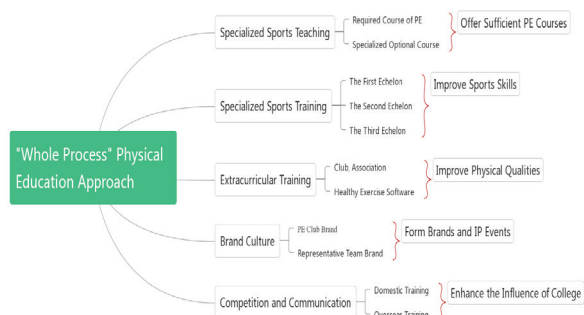 Required Course of PE
Offer Sufficient PE Courses
Specialized Sports Teaching
Specialized Optional Course
The First Echelon
Improve Sports Skills
Specialized Sports Training
The Second Echelon
The Third Echelon
"Whole Process" Physical
Education Approach
Club, Association
Improve Physical Qualities
Extracurricular Training
Healthy Exercise Software
PE Club Brand
Form Brands and IP Events
Brand Culture
Representative Team Brand
Domestic Training
Enhance the Influence of College
Competition and Communication
Overseas Training